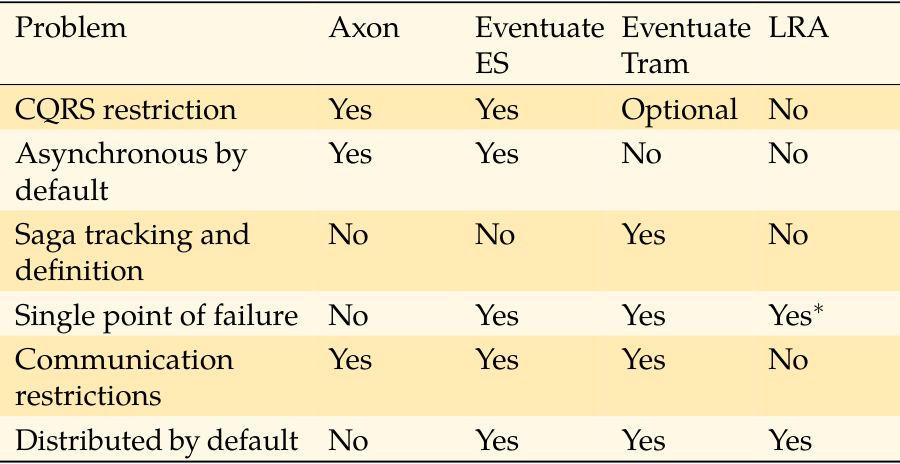 Problem Axon Eventuate Eventuate LRA
ES Tram
CQRS restriction Yes Yes Optional No
Asynchronous by Yes Yes No No
default
Saga tracking and No No Yes No
definition
Single point of failure No Yes Yes Yes*
Communication Yes Yes Yes No
restrictions
Distributed by default No Yes Yes Yes